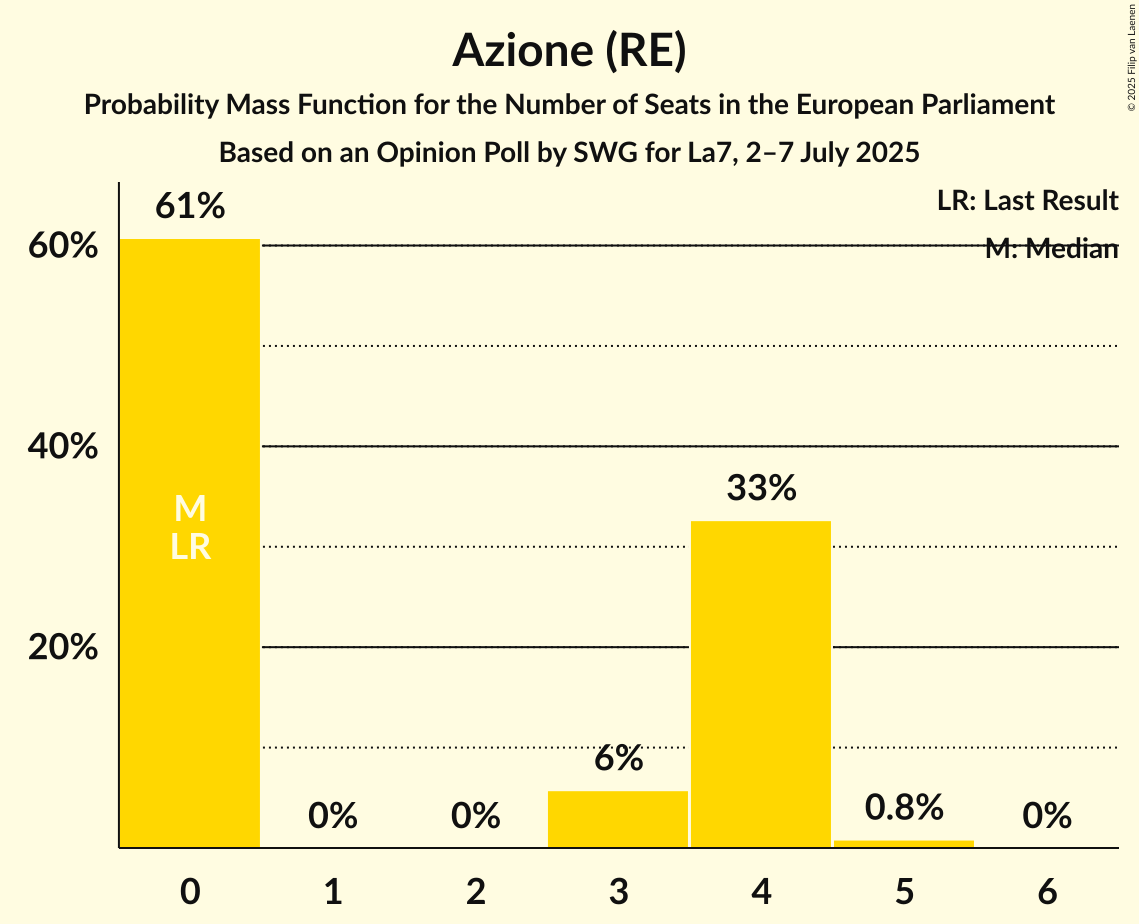 Azione (RE)
Probability Mass Function for the Number of Seats in the European Parliament
Based on an Opinion Poll by SWG for La7, 2–7 July 2025
© 2025 Filip van Laenen
LR: Last Result
M: Median
61%
60%
40%
33%
M
LR
20%
6%
0.8%
0%
0%
0%
0 1 2 3 4 5 6